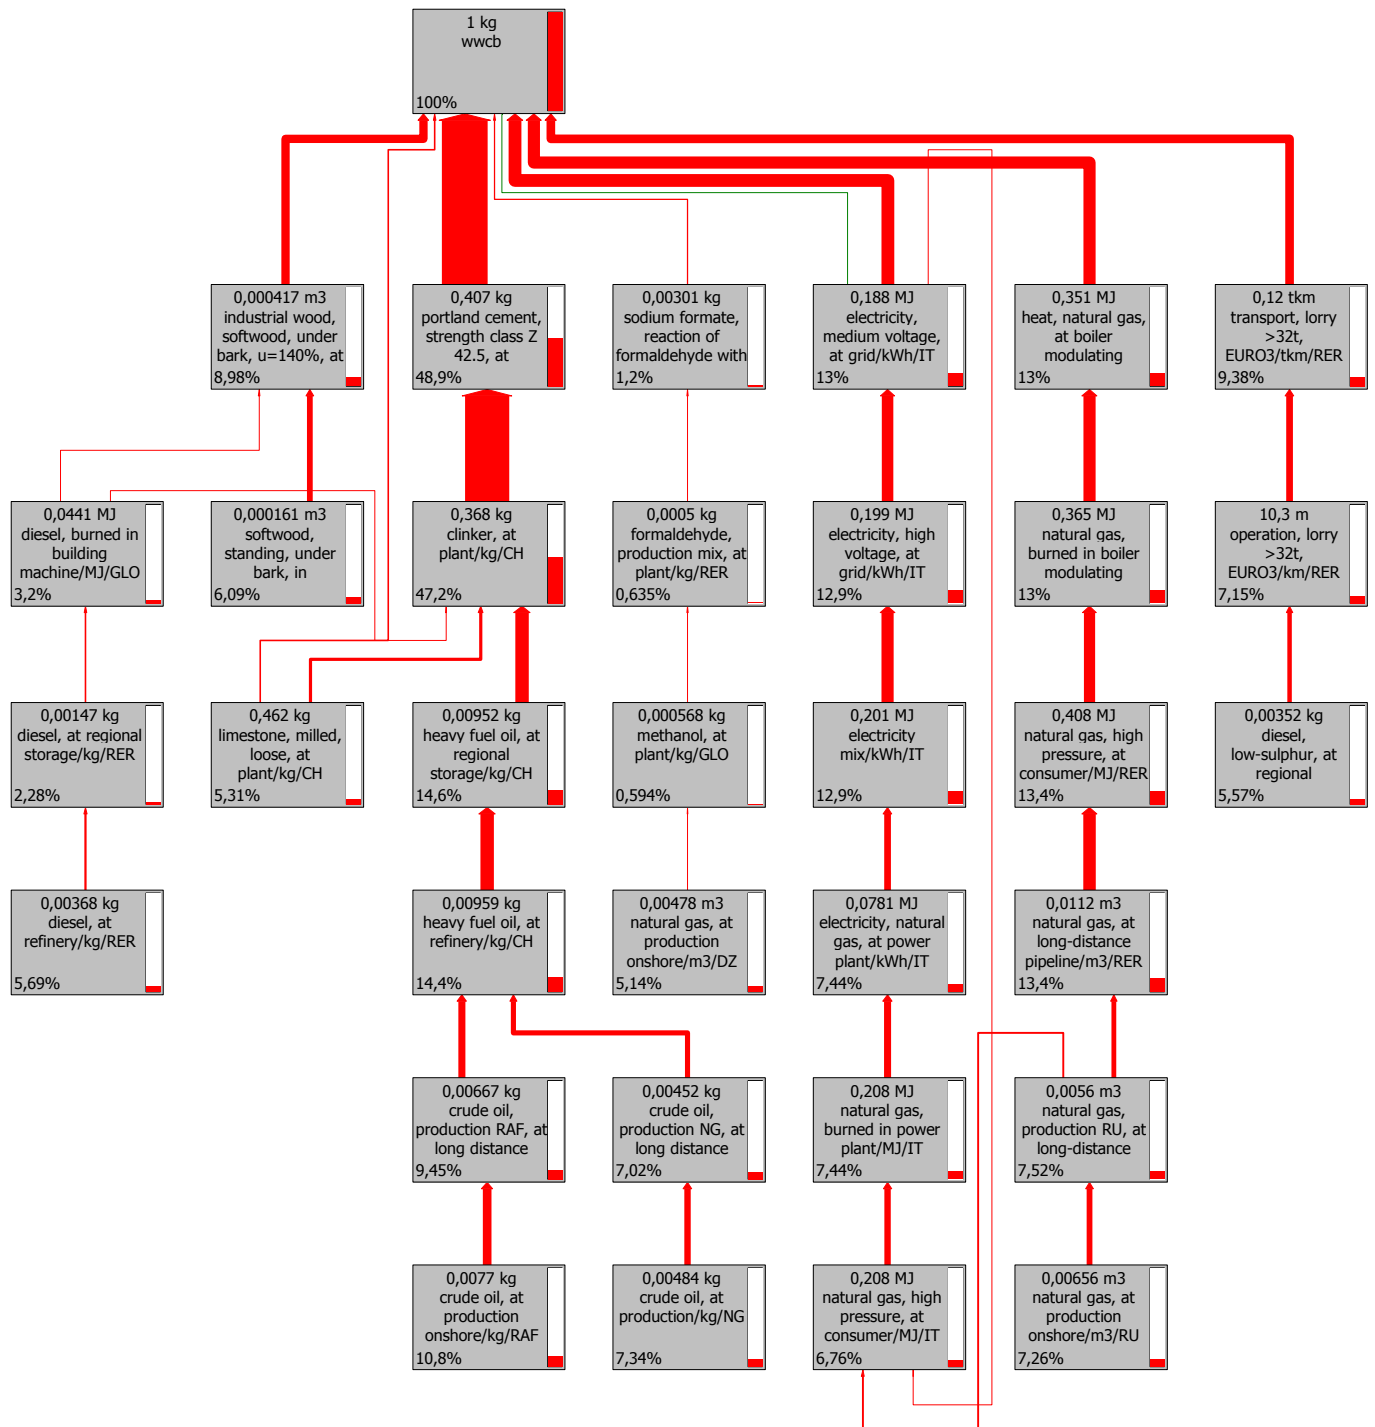 1 kg
wwcb
100%
0,000417 m3
industrial wood,
softwood, under
bark, u=140%, at
8,98%
0,407 kg
portland cement,
strength class Z
42.5, at
48,9%
0,00301 kg
sodium formate,
reaction of
formaldehyde with
1,2%
0,188 MJ
electricity,
medium voltage,
at grid/kWh/IT
13%
0,351 MJ
heat, natural gas,
at boiler
modulating
13%
0,12 tkm
transport, lorry
>32t,
EURO3/tkm/RER
9,38%
0,0441 MJ
diesel, burned in
building
machine/MJ/GLO
3,2%
0,000161 m3
softwood,
standing, under
bark, in
6,09%
0,368 kg
clinker, at
plant/kg/CH
47,2%
0,0005 kg
formaldehyde,
production mix, at
plant/kg/RER
0,635%
0,199 MJ
electricity, high
voltage, at
grid/kWh/IT
12,9%
0,365 MJ
natural gas,
burned in boiler
modulating
13%
10,3 m
operation, lorry
>32t,
EURO3/km/RER
7,15%
0,00147 kg
diesel, at regional
storage/kg/RER
2,28%
0,462 kg
limestone, milled,
loose, at
plant/kg/CH
5,31%
0,00952 kg
heavy fuel oil, at
regional
storage/kg/CH
14,6%
0,000568 kg
methanol, at
plant/kg/GLO
0,594%
0,201 MJ
electricity
mix/kWh/IT
12,9%
0,408 MJ
natural gas, high
pressure, at
consumer/MJ/RER
13,4%
0,00352 kg
diesel,
low-sulphur, at
regional
5,57%
0,00368 kg
diesel, at
refinery/kg/RER
5,69%
0,00959 kg
heavy fuel oil, at
refinery/kg/CH
14,4%
0,00478 m3
natural gas, at
production
onshore/m3/DZ
5,14%
0,0781 MJ
electricity, natural
gas, at power
plant/kWh/IT
7,44%
0,0112 m3
natural gas, at
long-distance
pipeline/m3/RER
13,4%
0,00667 kg
crude oil,
production RAF, at
long distance
9,45%
0,00452 kg
crude oil,
production NG, at
long distance
7,02%
0,208 MJ
natural gas,
burned in power
plant/MJ/IT
7,44%
0,0056 m3
natural gas,
production RU, at
long-distance
7,52%
0,0077 kg
crude oil, at
production
onshore/kg/RAF
10,8%
0,00484 kg
crude oil, at
production/kg/NG
7,34%
0,208 MJ
natural gas, high
pressure, at
consumer/MJ/IT
6,76%
0,00656 m3
natural gas, at
production
onshore/m3/RU
7,26%